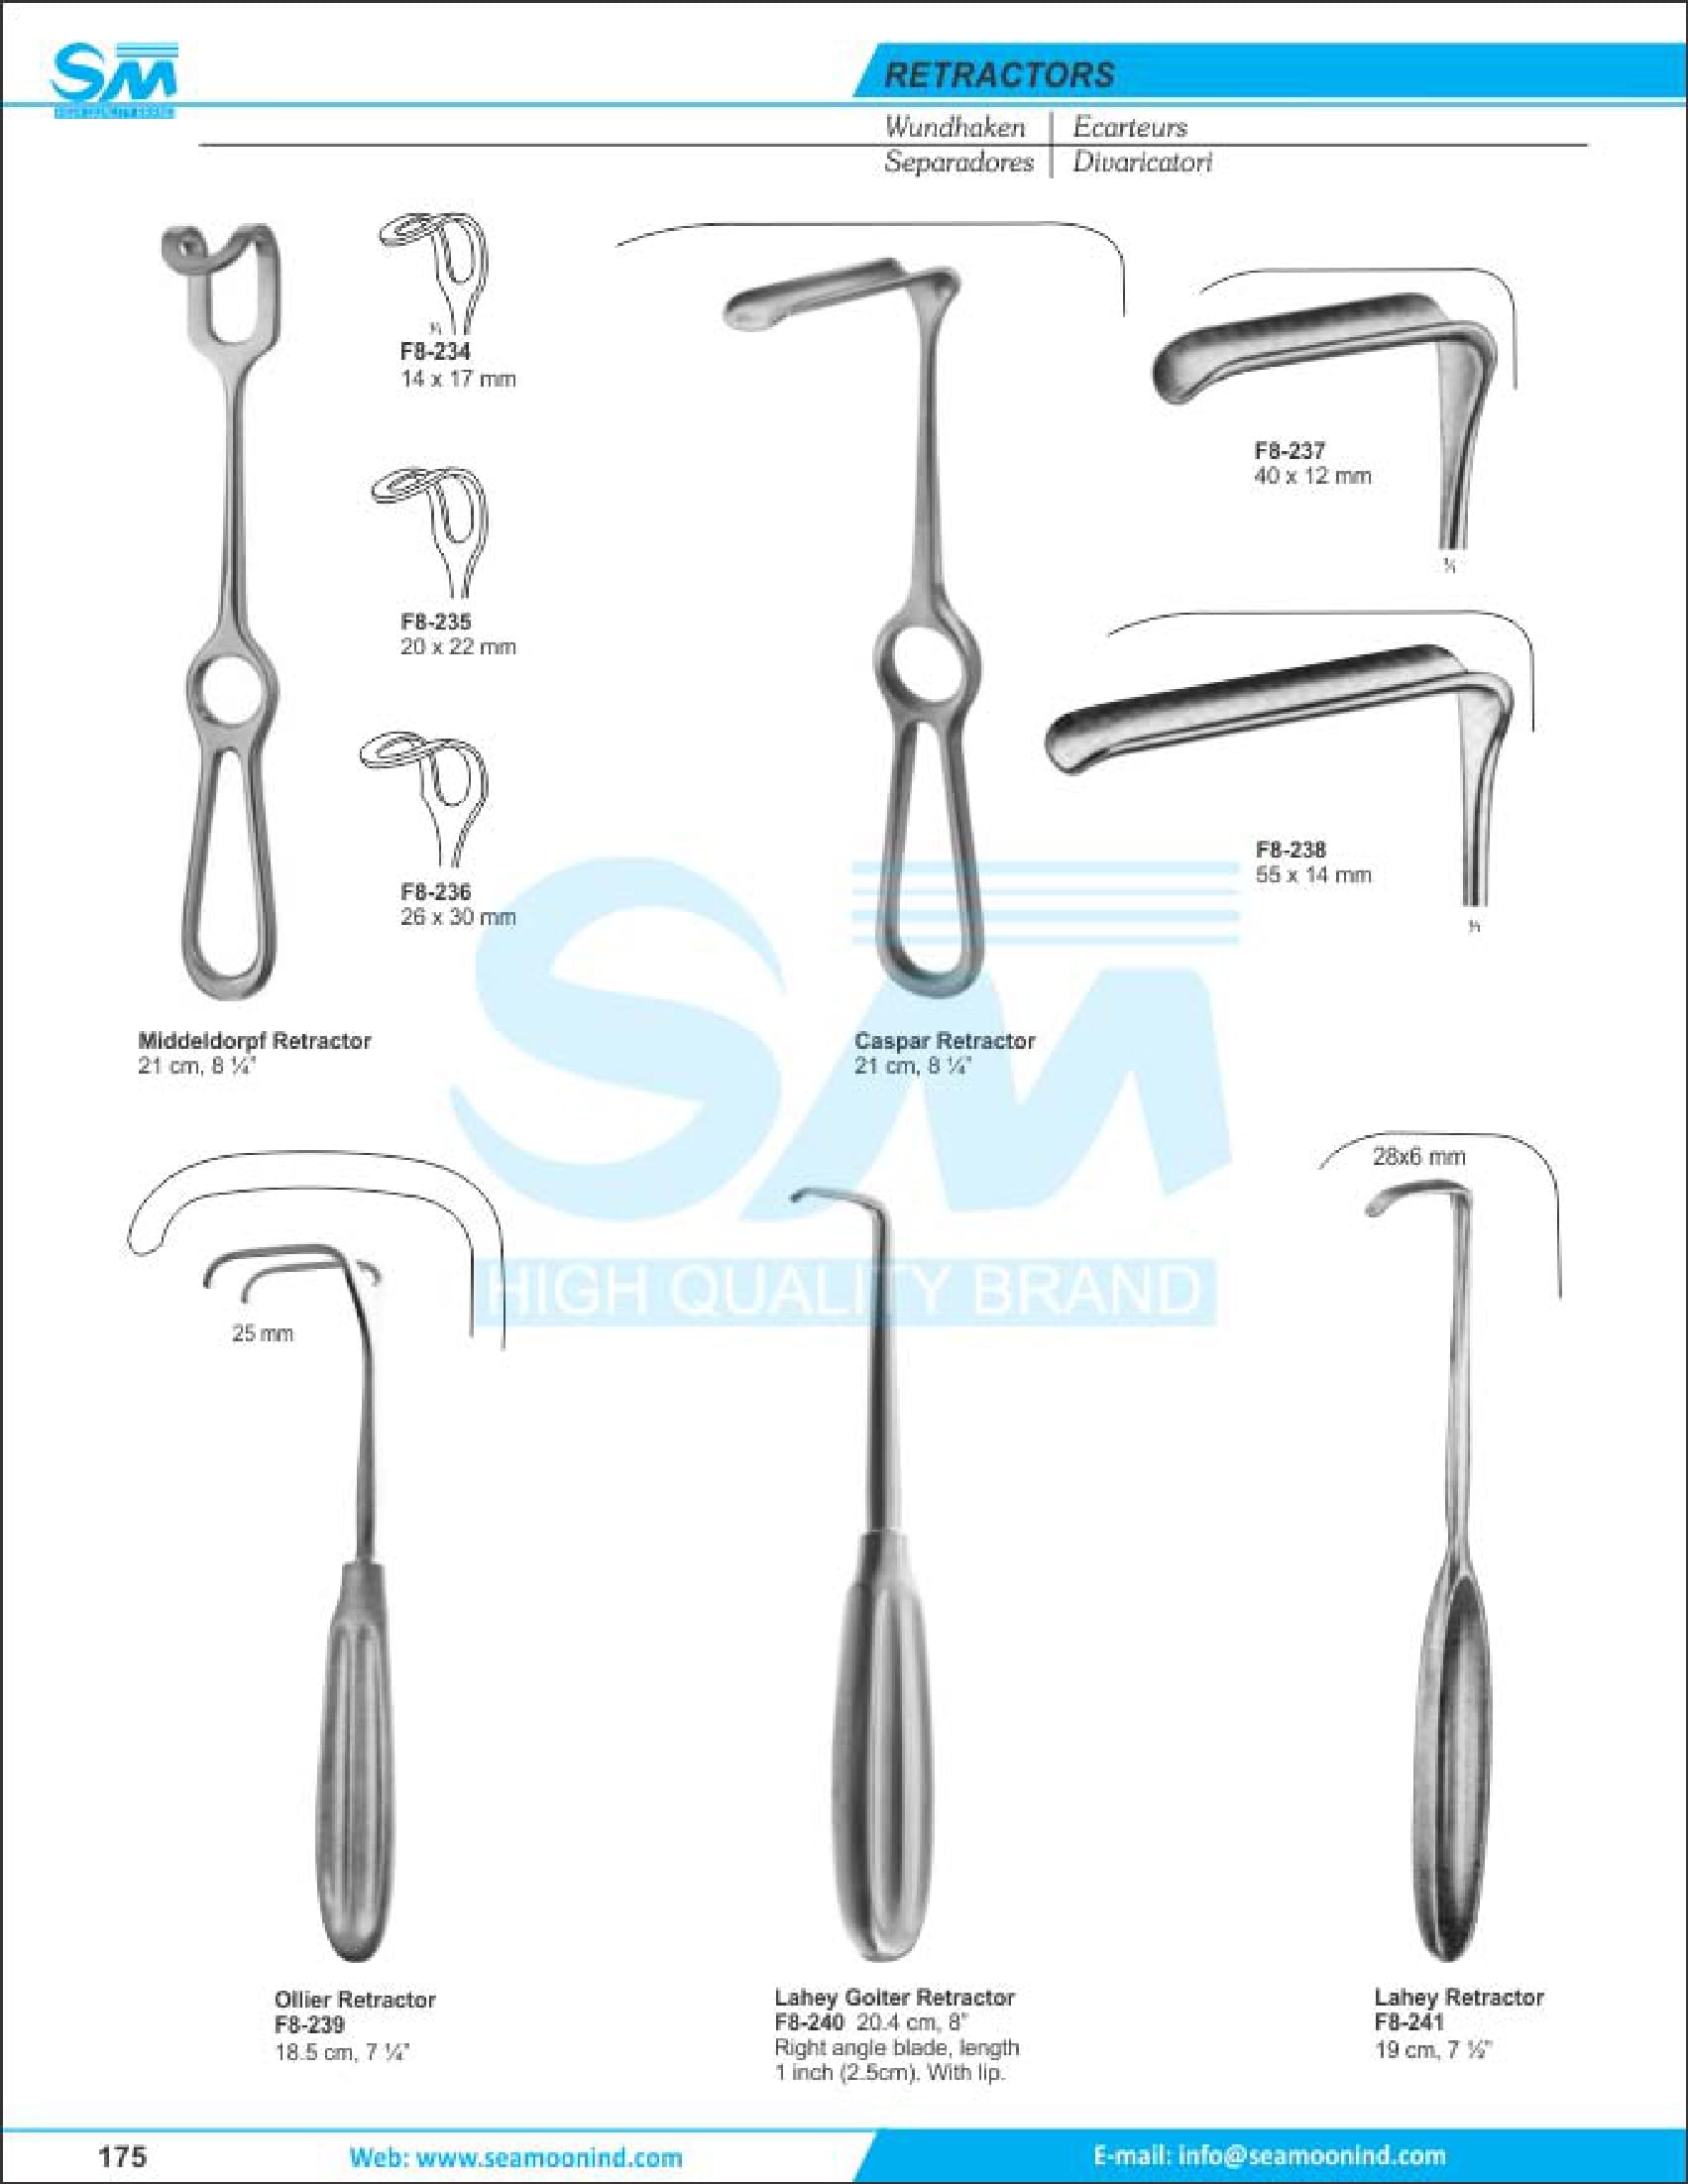 SM
HIGH QUALITY BRAND
RETRACTORS
Wundhaken
Ecarteurs
Separadores
Divaricatori
F8-234
14 x 17 mm
F8-235
20 x 22 mm
F8-236
26 x 30 mm
F8-237
40 x 12 mm
F8-238
55 x 14 mm
Middeldorpf Retractor
21 cm, 8 ¼"
Caspar Retractor
21 cm, 8 ¼"
SM
HIGH QUALITY BRAND
25 mm
28x6 mm
Ollier Retractor
F8-239
18.5 cm, 7 ¼"
Lahey Goiter Retractor
F8-240 20.4 cm, 8"
Right angle blade, length
1 inch (2.5cm). With lip.
Lahey Retractor
F8-241
19 cm, 7 ½"
175
Web: www.seamoonind.com
E-mail: info@seamoonind.com